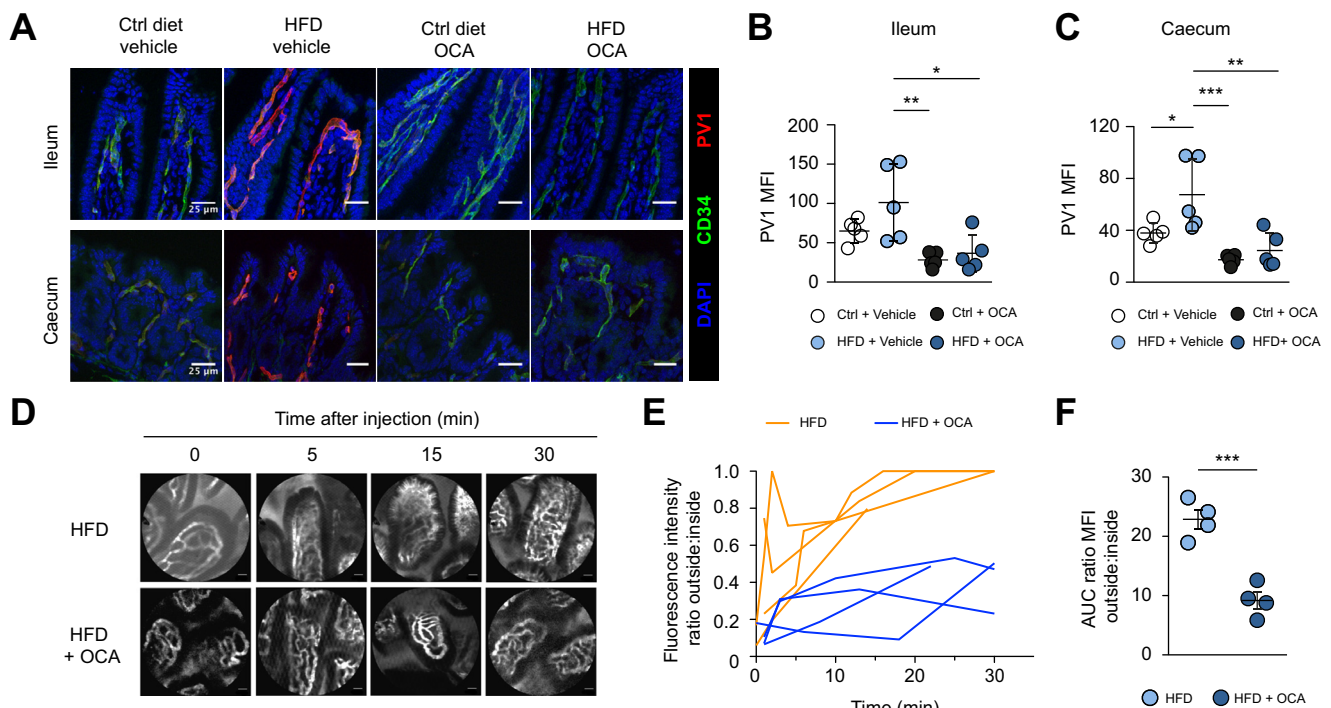 A
Ctrl diet
vehicle
HFD
vehicle
Ctrl diet
OCA
HFD
OCA
Ileum
Caecum
25 µm
25 µm
DAPI CD34 PV1
B
Ileum
*
**
PV1 MFI
200
150
100
50
0
Ctrl + Vehicle
Ctrl + OCA
HFD + Vehicle
HFD + OCA
C
Caecum
**
***
*
PV1 MFI
120
80
40
0
Ctrl + Vehicle
Ctrl + OCA
HFD + Vehicle
HFD+ OCA
D
Time after injection (min)
0 5 15 30
HFD
HFD
+ OCA
E
HFD
HFD + OCA
Fluorescence intensity
ratio outside:inside
1.0
0.8
0.6
0.4
0.2
0
0 10 20 30
Time (min)
F
***
AUC ratio MFI
outside:inside
30
20
10
0
HFD
HFD + OCA